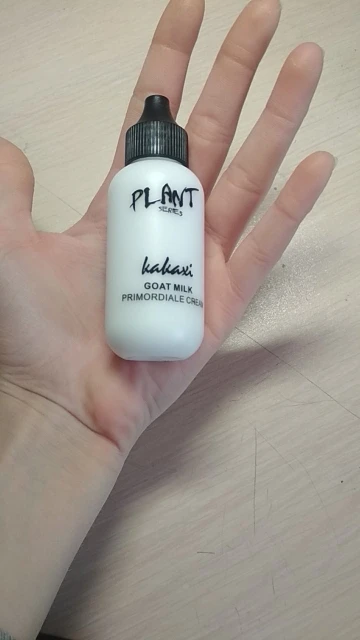 PLANT
SERIES
kakaxi
GOAT MILK
PRIMORDIALE CREAM